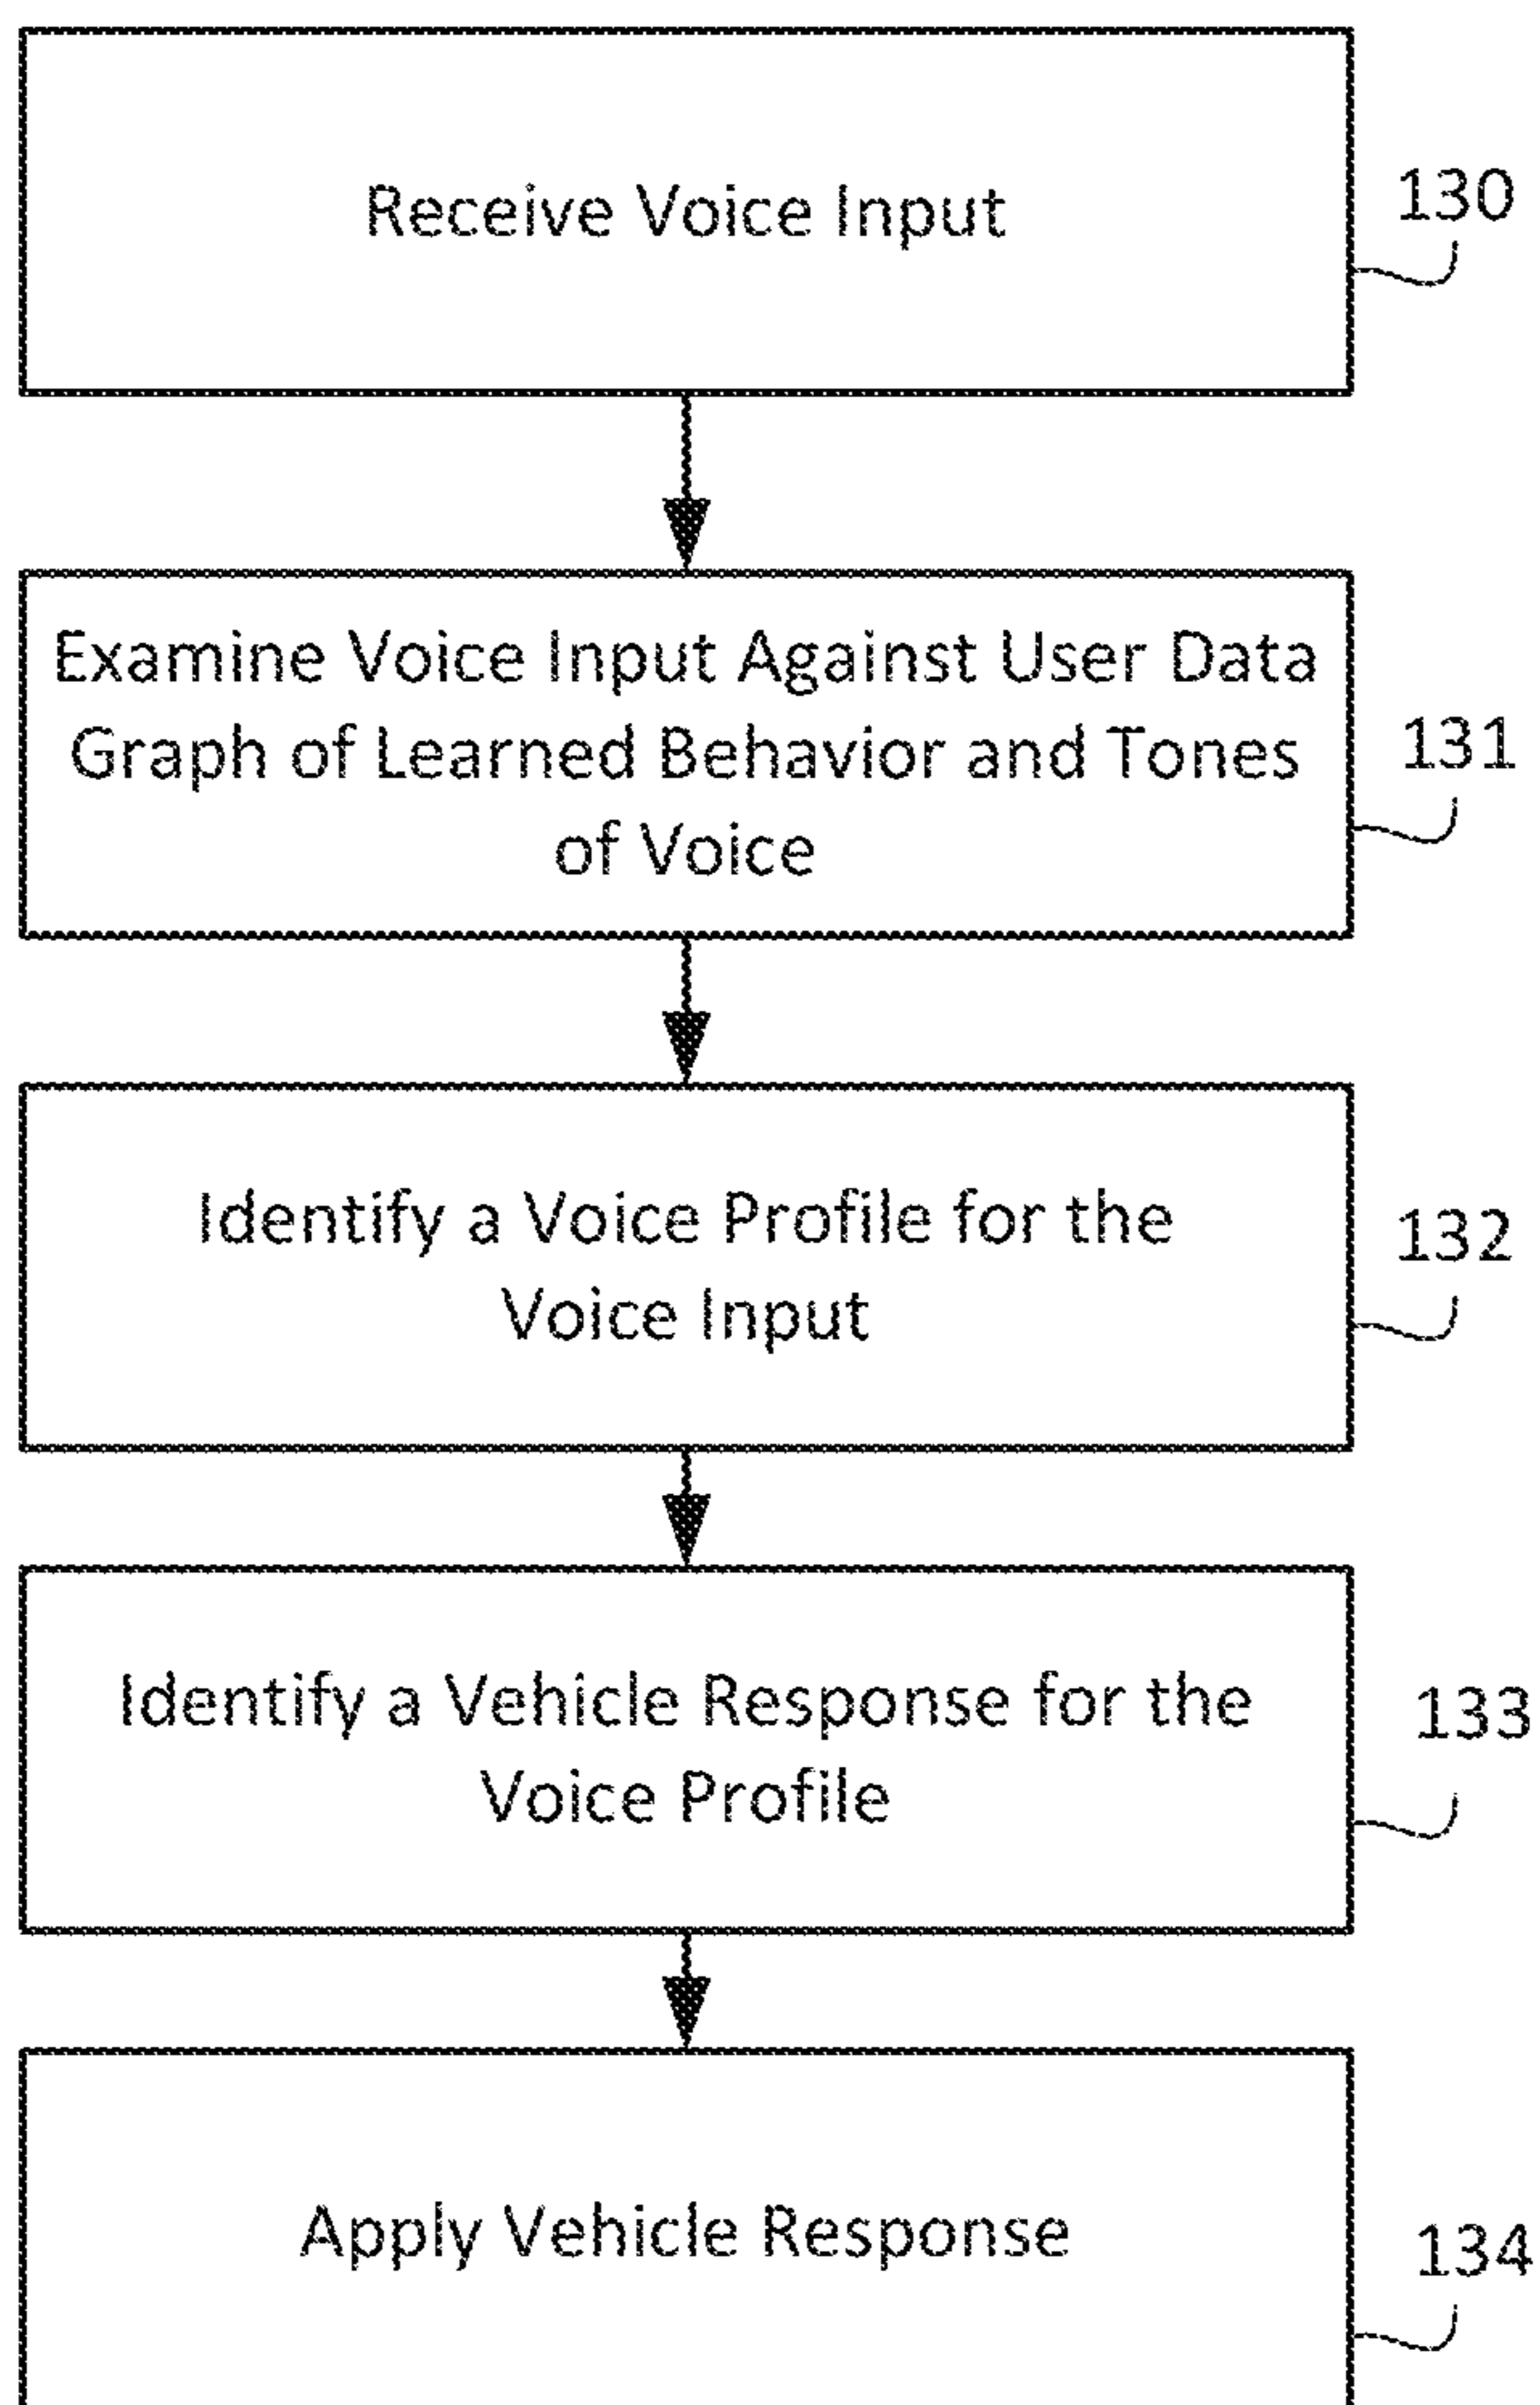 Receive Voice Input
130
Examine Voice Input Against User Data
Graph of Learned Behavior and Tones
of Voice
131
Identify a Voice Profile for the
Voice Input
132
Identify a Vehicle Response for the
Voice Profile
133
Apply Vehicle Response
134